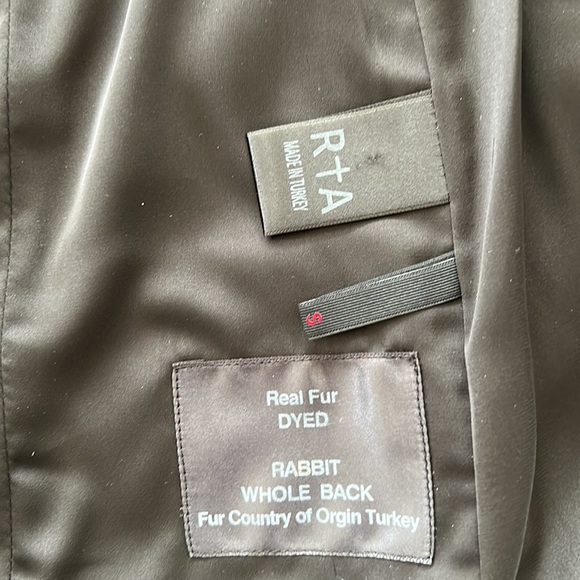 R+A
MADE IN TURKEY
S
Real Fur
DYED
RABBIT
WHOLE BACK
Fur Country of Orgin Turkey